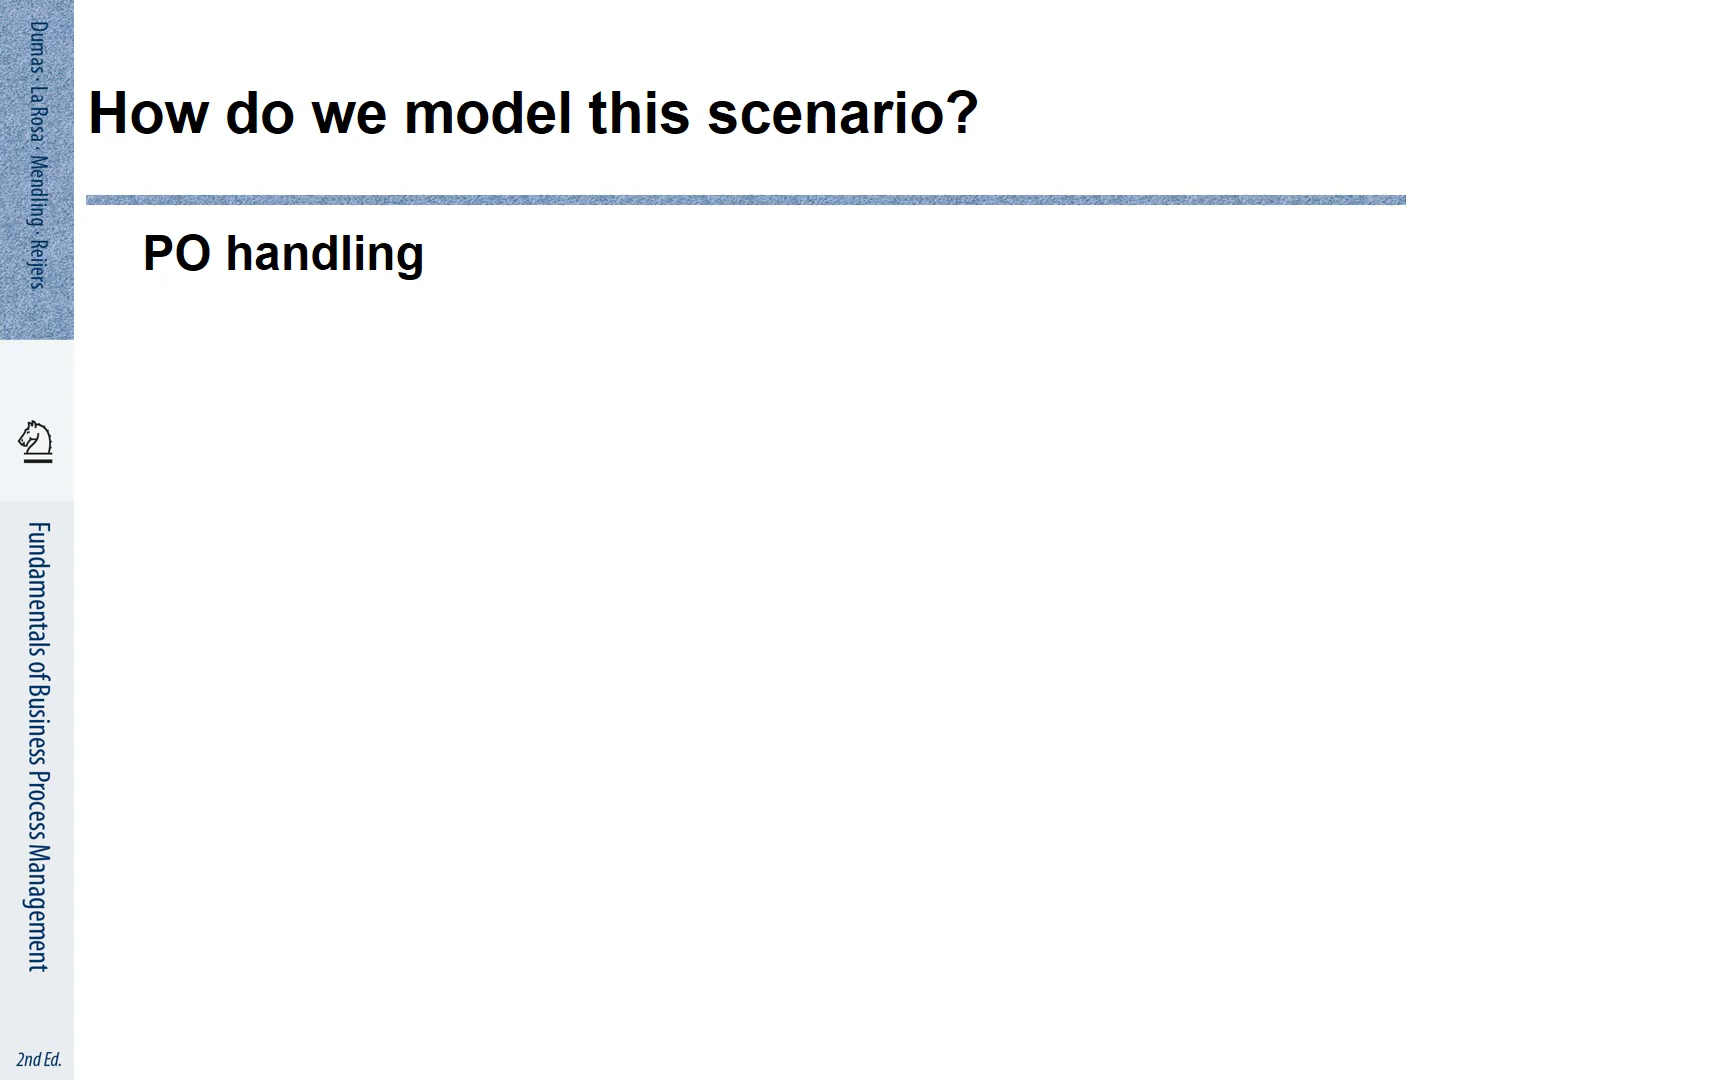 How do we model this scenario?
PO handling
Dumas · La Rosa · Mendling · Reijers
Fundamentals of Business Process Management
2nd Ed.